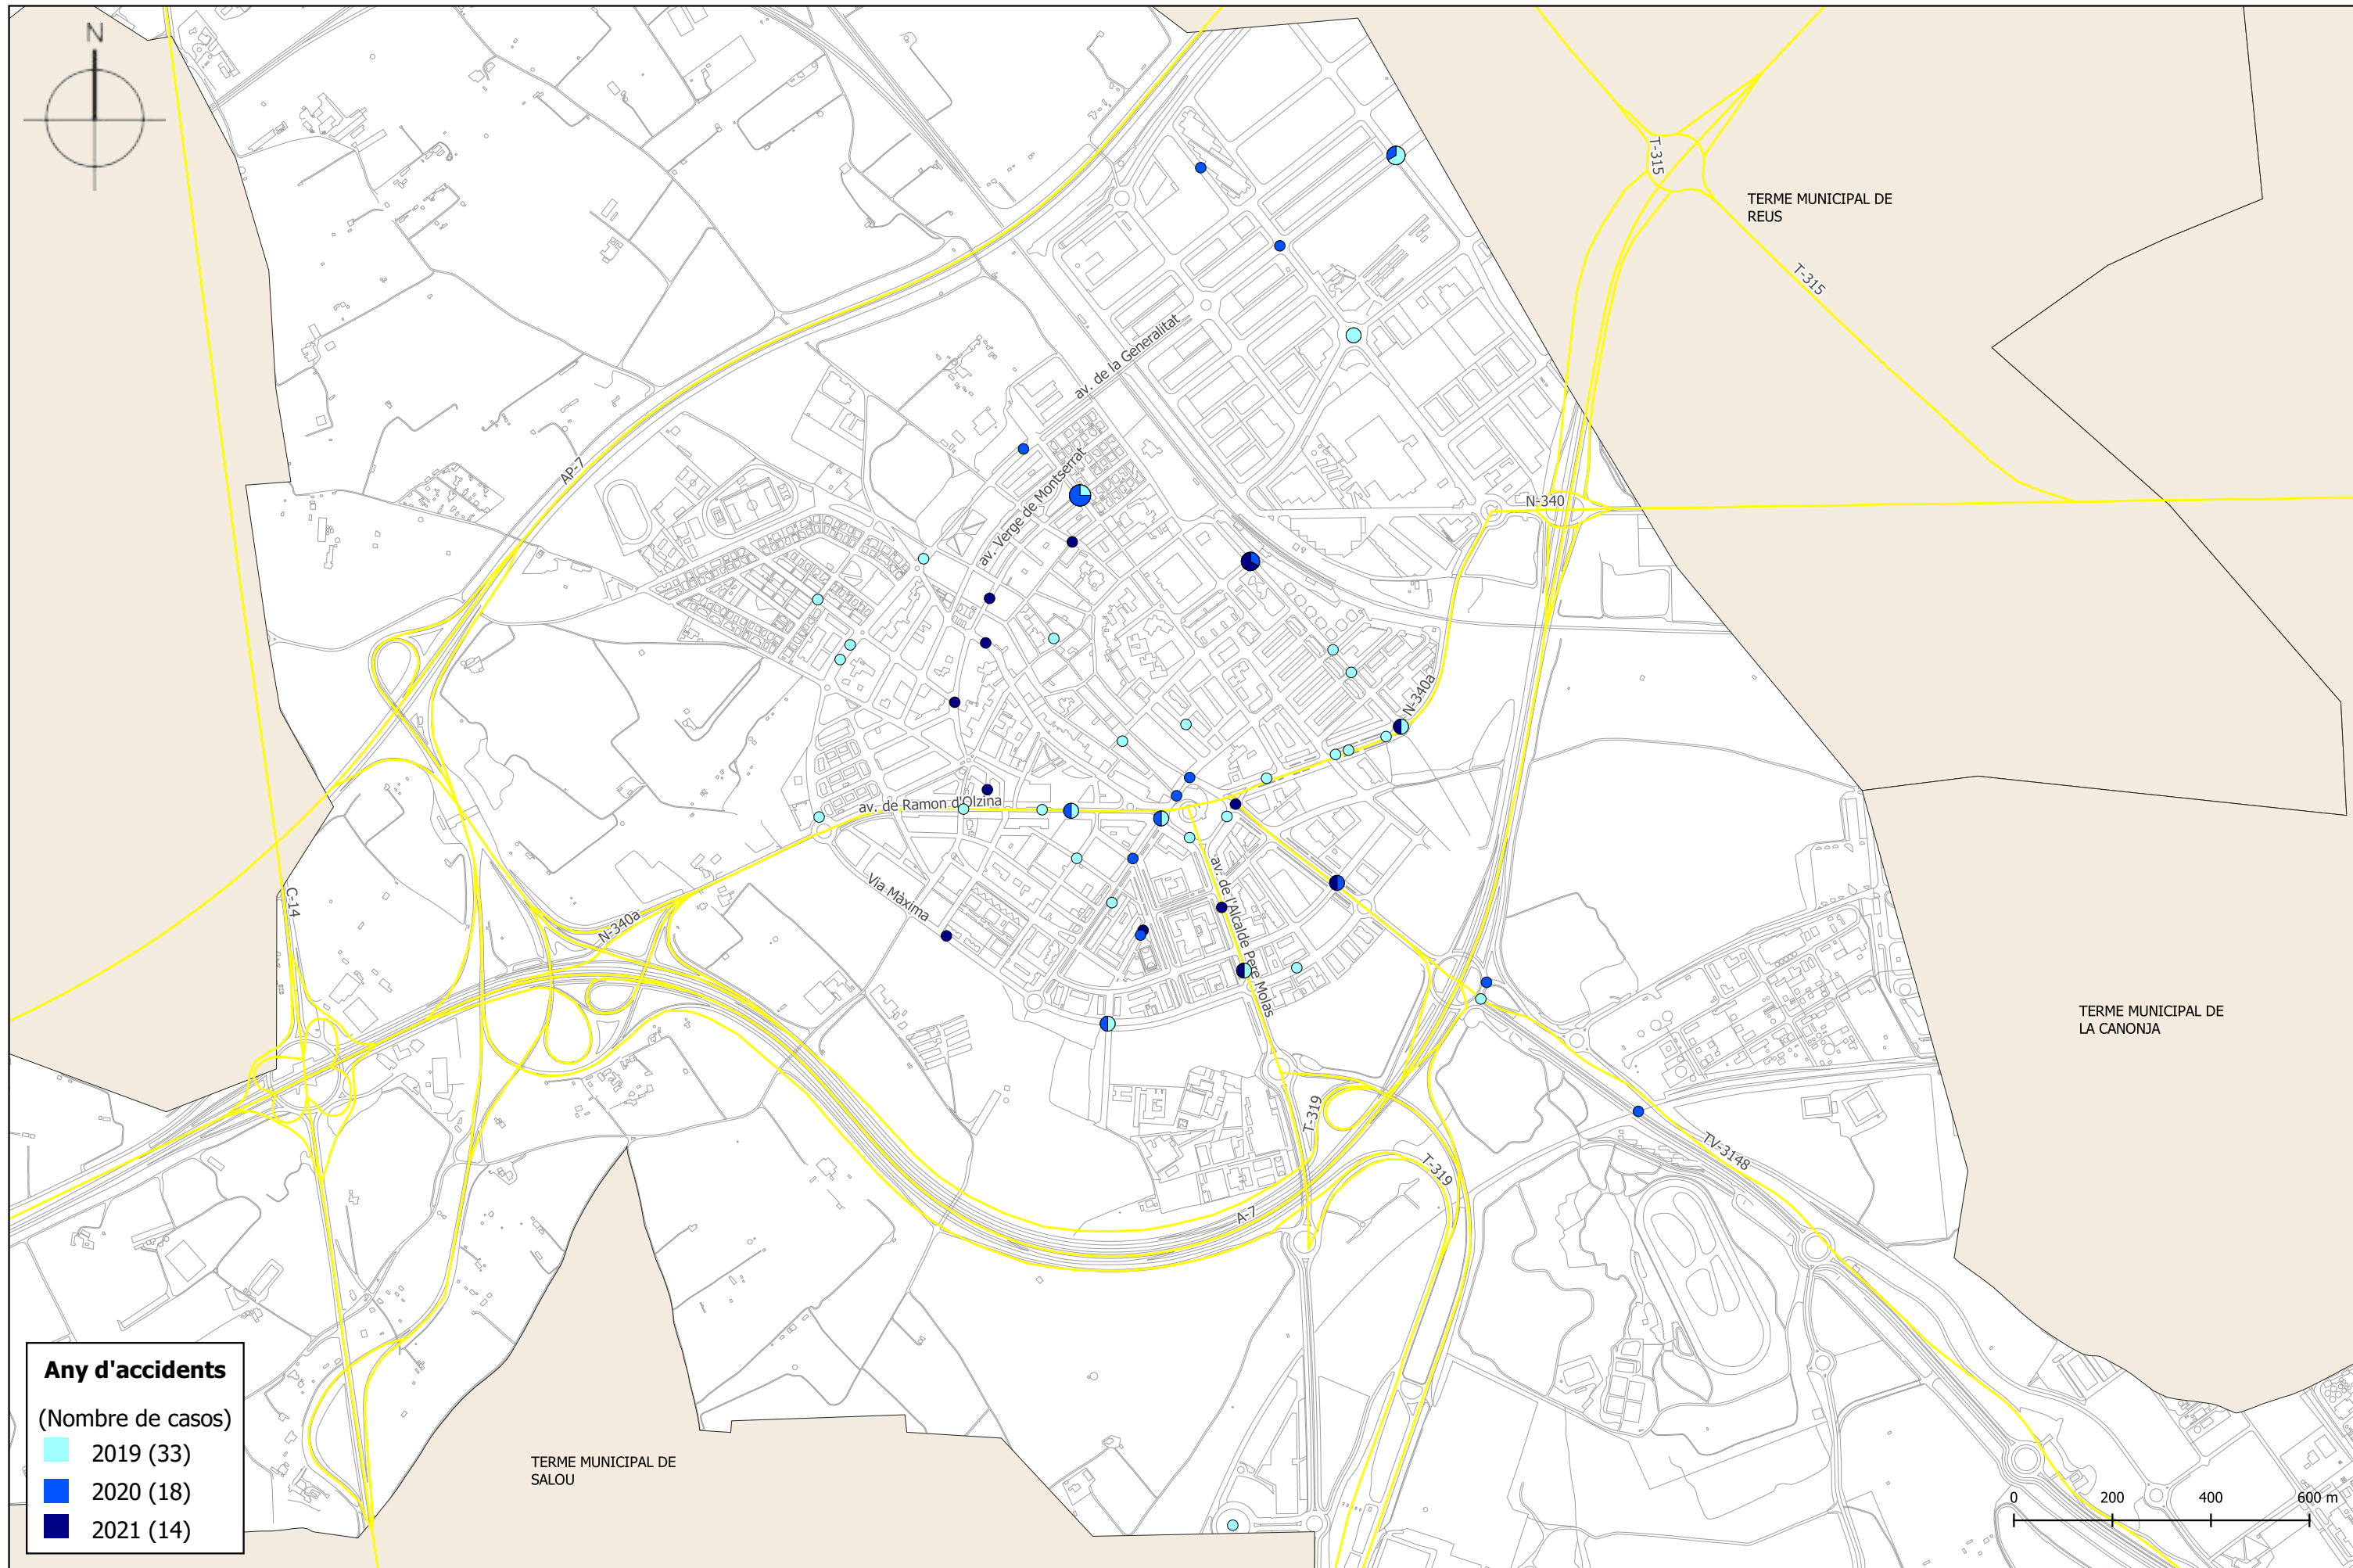 N
T-315
TERME MUNICIPAL DE
REUS
T-315
av. de la Generalitat
AP-7
av. Verge de Montserrat
N-340
N-340a
av. de Ramon d'Olzina
Via Màxima
C-14
N-340a
av. de l'Alcalde Pere Molas
TERME MUNICIPAL DE
LA CANONJA
T-319
TV-3148
T-319
A-7
Any d'accidents
(Nombre de casos)
2019 (33)
2020 (18)
2021 (14)
TERME MUNICIPAL DE
SALOU
0 200 400 600 m